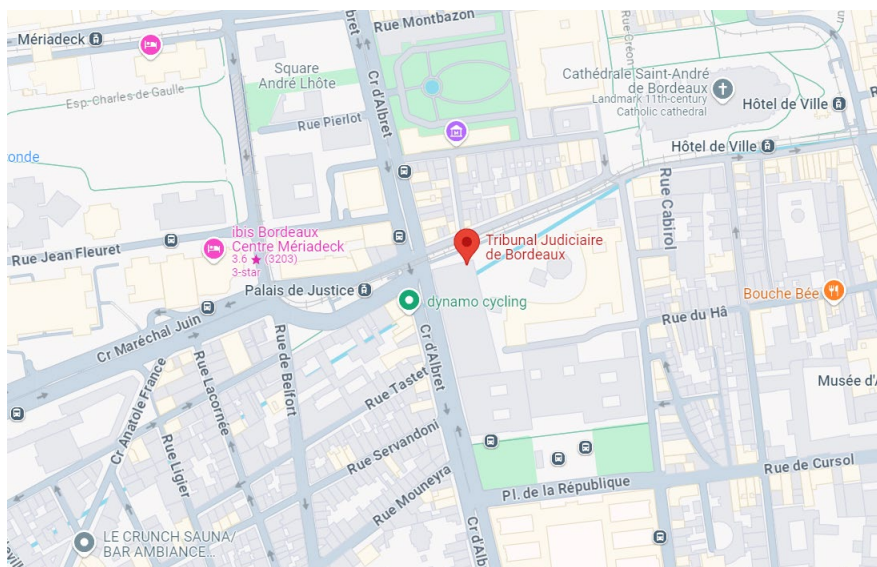 Rue Montbazon
Mériadeck
Square
André Lhôte
Cr d'Albret
Rue Créon
Cathédrale Saint-André
de Bordeaux
Landmark 11th-century
Catholic cathedral
Hôtel de Ville
Esp.-Charles de Gaulle
Rue Pierlot
Hôtel de Ville
onde
Rue Cabirol
ibis Bordeaux
Centre Mériadeck
3.6 ★ (3203)
3-star
Rue Jean Fleuret
Tribunal Judiciaire
de Bordeaux
Palais de Justice
dynamo cycling
Bouche Bée
Rue du Hâ
Cr Maréchal Juin
Rue de Belfort
Cr d'Albret
Rue Lacornée
Rue Tastet
Musée d'A
Cr Anatole France
Rue Ligier
Rue Servandoni
Rue Mouneyra
Rue de Cursol
Pl. de la République
Cr d'Alb
LE CRUNCH SAUNA/
BAR AMBIANCE...